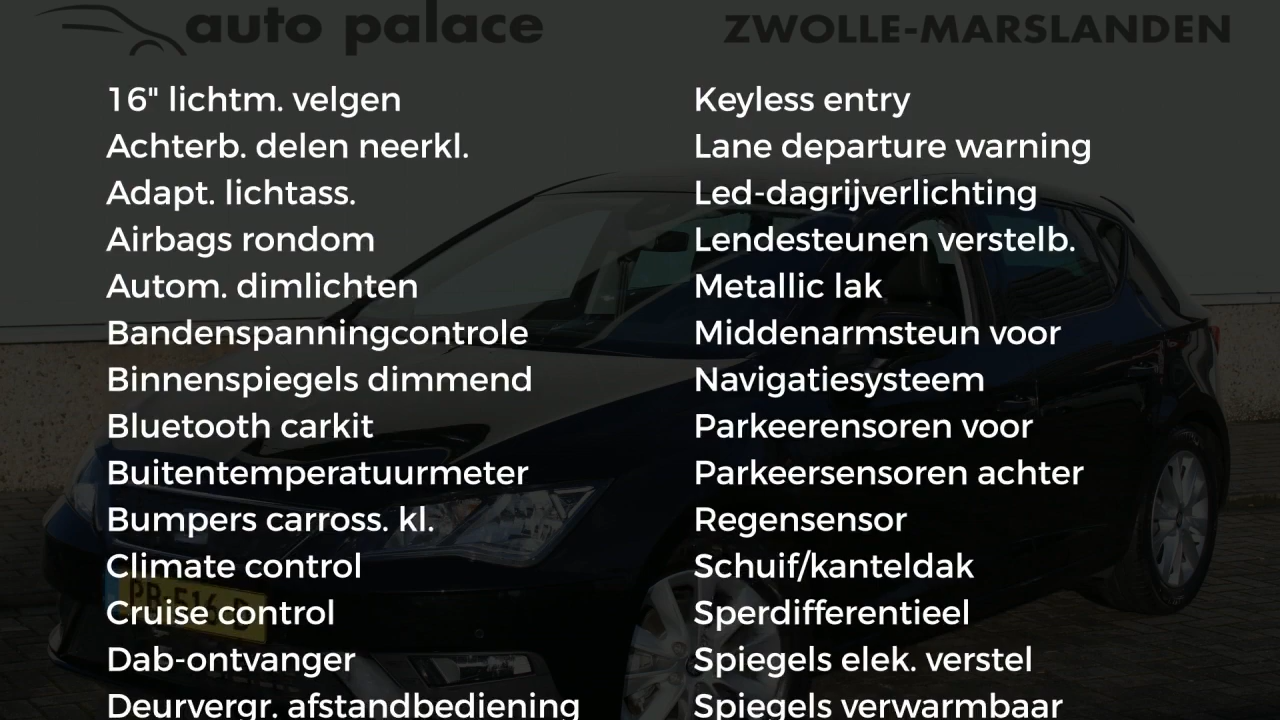 auto palace
ZWOLLE-MARSLANDEN
16" lichtm. velgen
Achterb. delen neerkl.
Adapt. lichtass.
Airbags rondom
Autom. dimlichten
Bandenspanningcontrole
Binnenspiegels dimmend
Bluetooth carkit
Buitentemperatuurmeter
Bumpers carross. kl.
Climate control
Cruise control
Dab-ontvanger
Deurvergr. afstandbediening
Keyless entry
Lane departure warning
Led-dagrijverlichting
Lendesteunen verstelb.
Metallic lak
Middenarmsteun voor
Navigatiesysteem
Parkeerensoren voor
Parkeersensoren achter
Regensensor
Schuif/kanteldak
Sperdifferentieel
Spiegels elek. verstel
Spiegels verwarmbaar